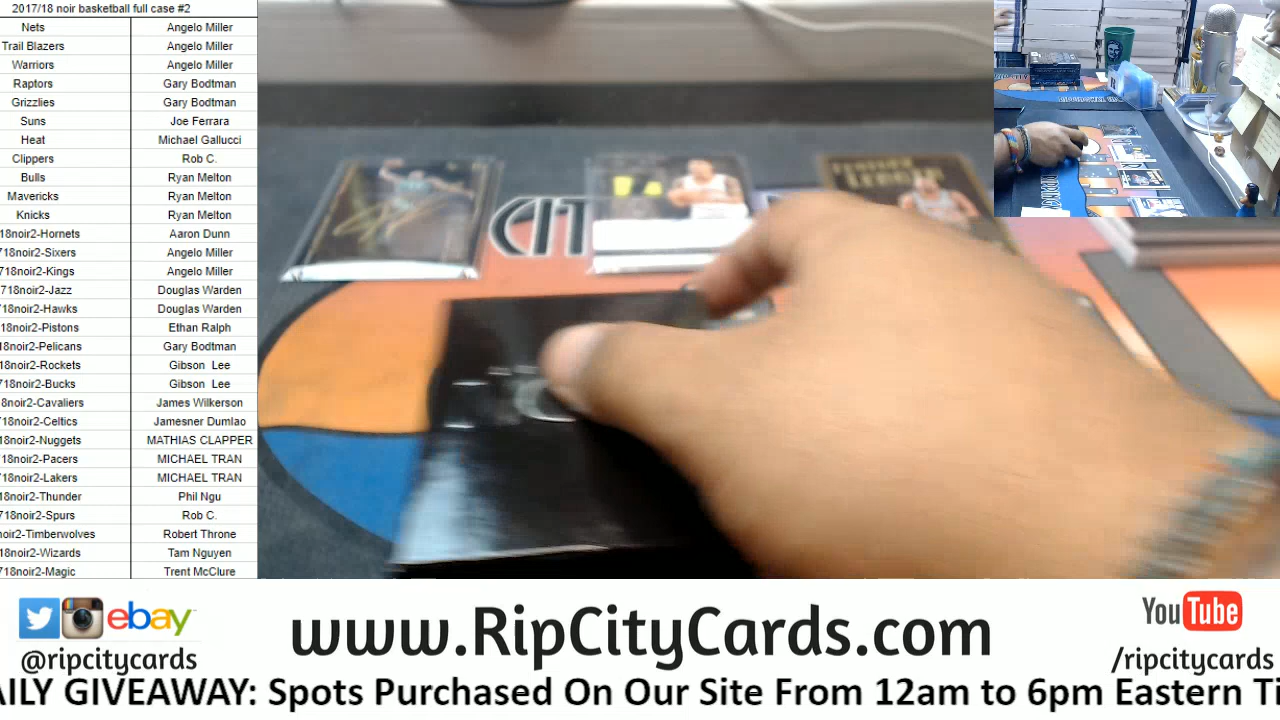 2017/18 noir basketball full case #2
Nets Angelo Miller
Trail Blazers Angelo Miller
Warriors Angelo Miller
Raptors Gary Bodtman
Grizzlies Gary Bodtman
Suns Joe Ferrara
Heat Michael Gallucci
Clippers Rob C.
Bulls Ryan Melton
Mavericks Ryan Melton
Knicks Ryan Melton
18noir2-Hornets Aaron Dunn
718noir2-Sixers Angelo Miller
718noir2-Kings Angelo Miller
718noir2-Jazz Douglas Warden
718noir2-Hawks Douglas Warden
18noir2-Pistons Ethan Ralph
18noir2-Pelicans Gary Bodtman
18noir2-Rockets Gibson Lee
718noir2-Bucks Gibson Lee
8noir2-Cavaliers James Wilkerson
718noir2-Celtics Jamesner Dumlao
18noir2-Nuggets MATHIAS CLAPPER
718noir2-Pacers MICHAEL TRAN
718noir2-Lakers MICHAEL TRAN
18noir2-Thunder Phil Ngu
718noir2-Spurs Rob C.
noir2-Timberwolves Robert Throne
18noir2-Wizards Tam Nguyen
718noir2-Magic Trent McClure
CIT
ebay
@ripcitycards
www.RipCityCards.com
YouTube
/ripcitycards
AILY GIVEAWAY: Spots Purchased On Our Site From 12am to 6pm Eastern Ti